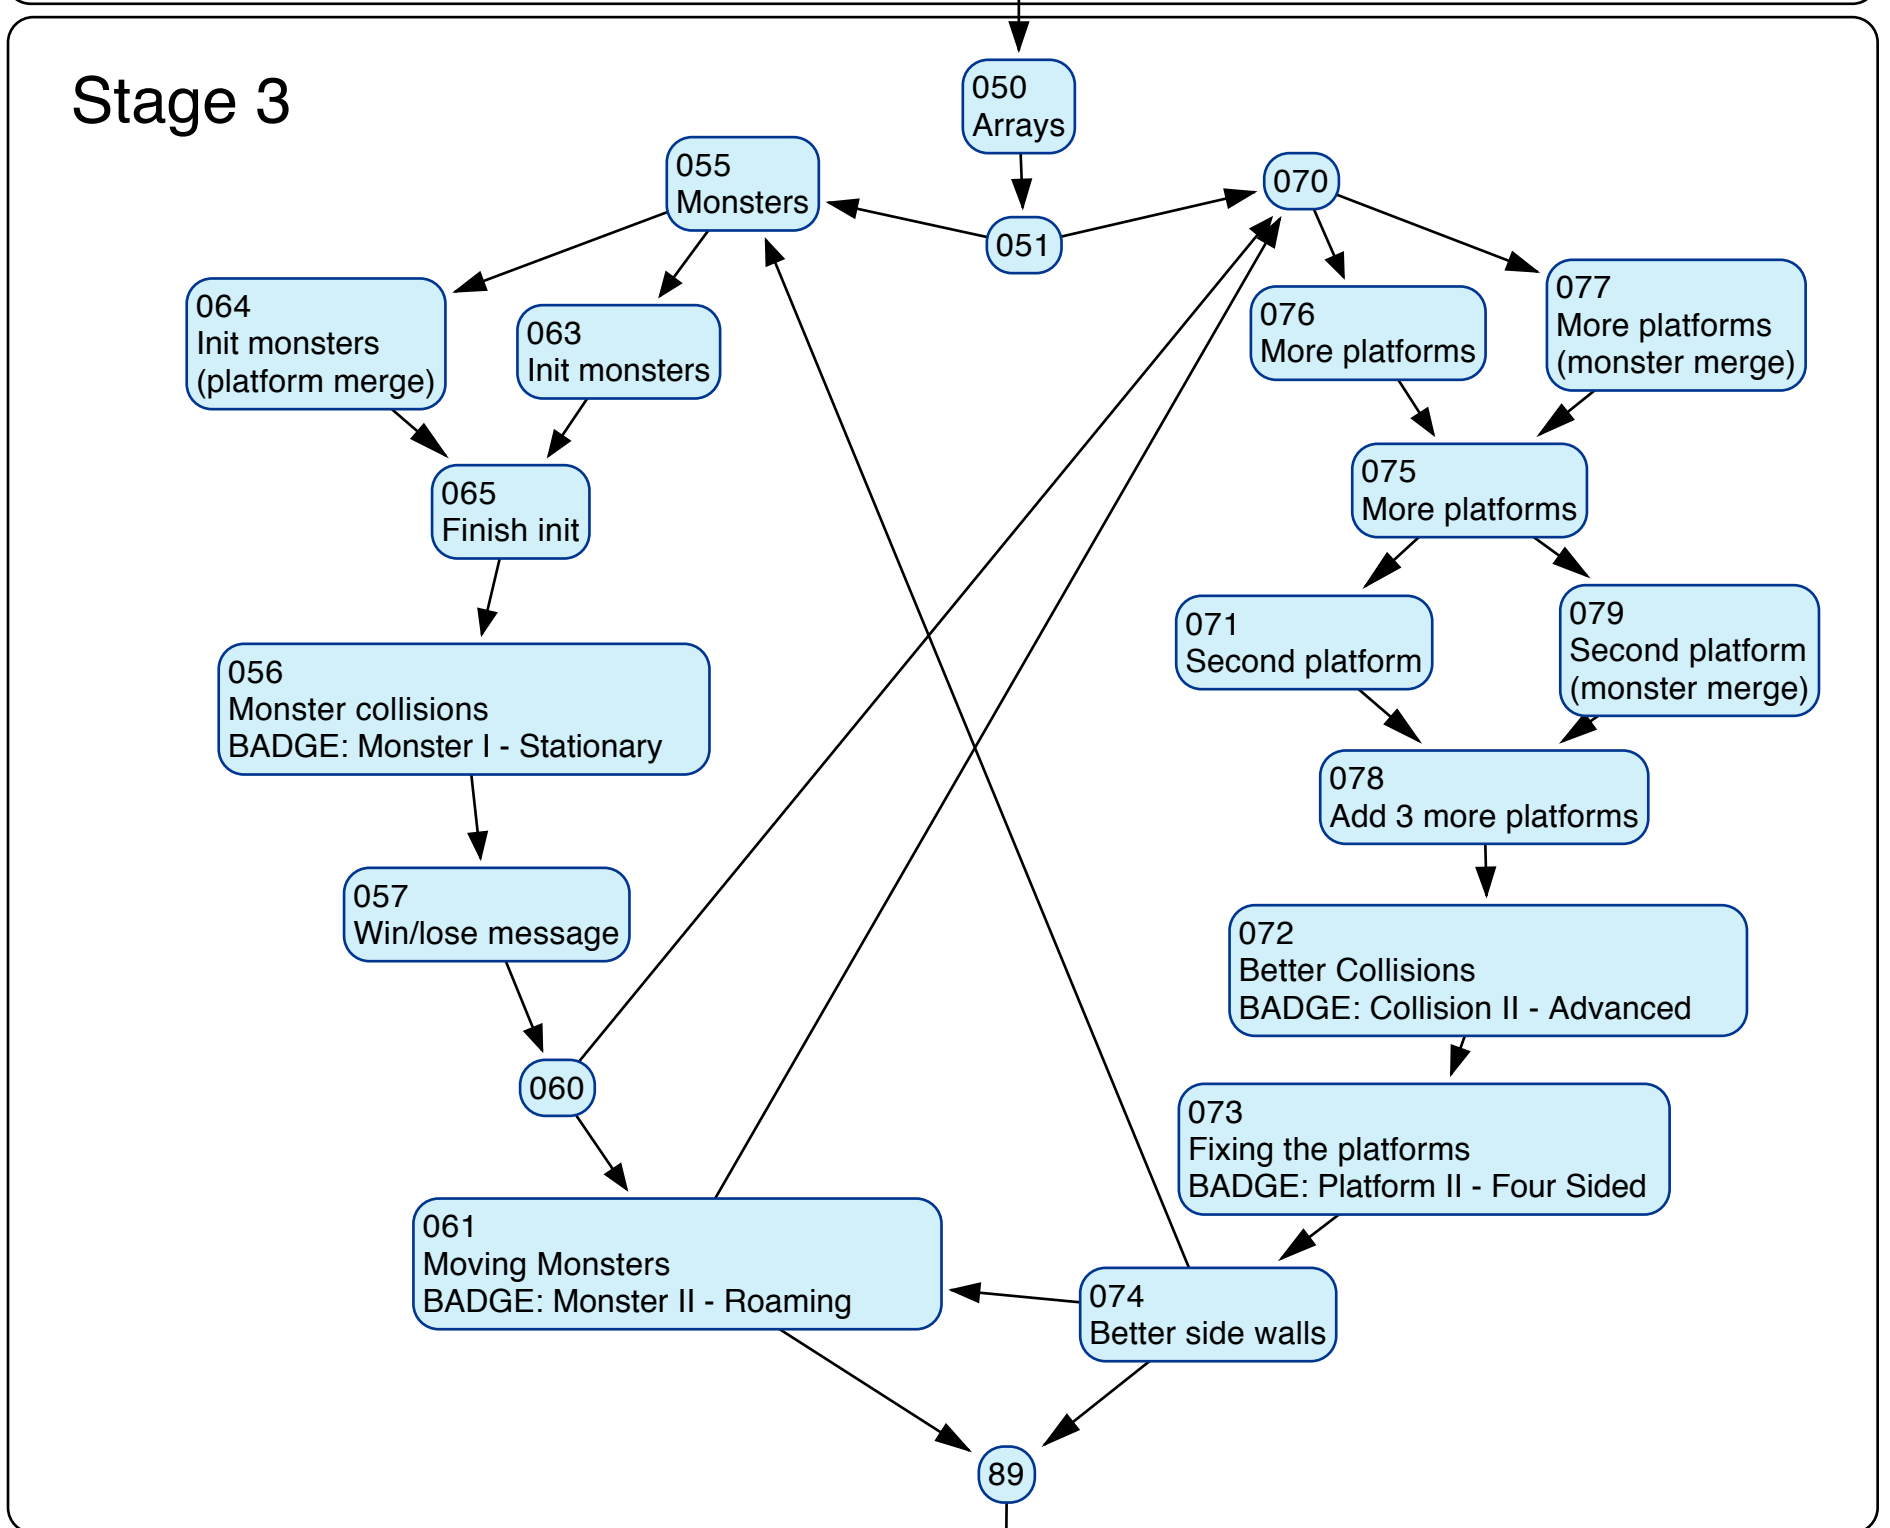 Stage 3
050
Arrays
051
055
Monsters
070
064
Init monsters
(platform merge)
063
Init monsters
065
Finish init
056
Monster collisions
BADGE: Monster I - Stationary
057
Win/lose message
060
061
Moving Monsters
BADGE: Monster II - Roaming
076
More platforms
077
More platforms
(monster merge)
075
More platforms
071
Second platform
079
Second platform
(monster merge)
078
Add 3 more platforms
072
Better Collisions
BADGE: Collision II - Advanced
073
Fixing the platforms
BADGE: Platform II - Four Sided
074
Better side walls
89